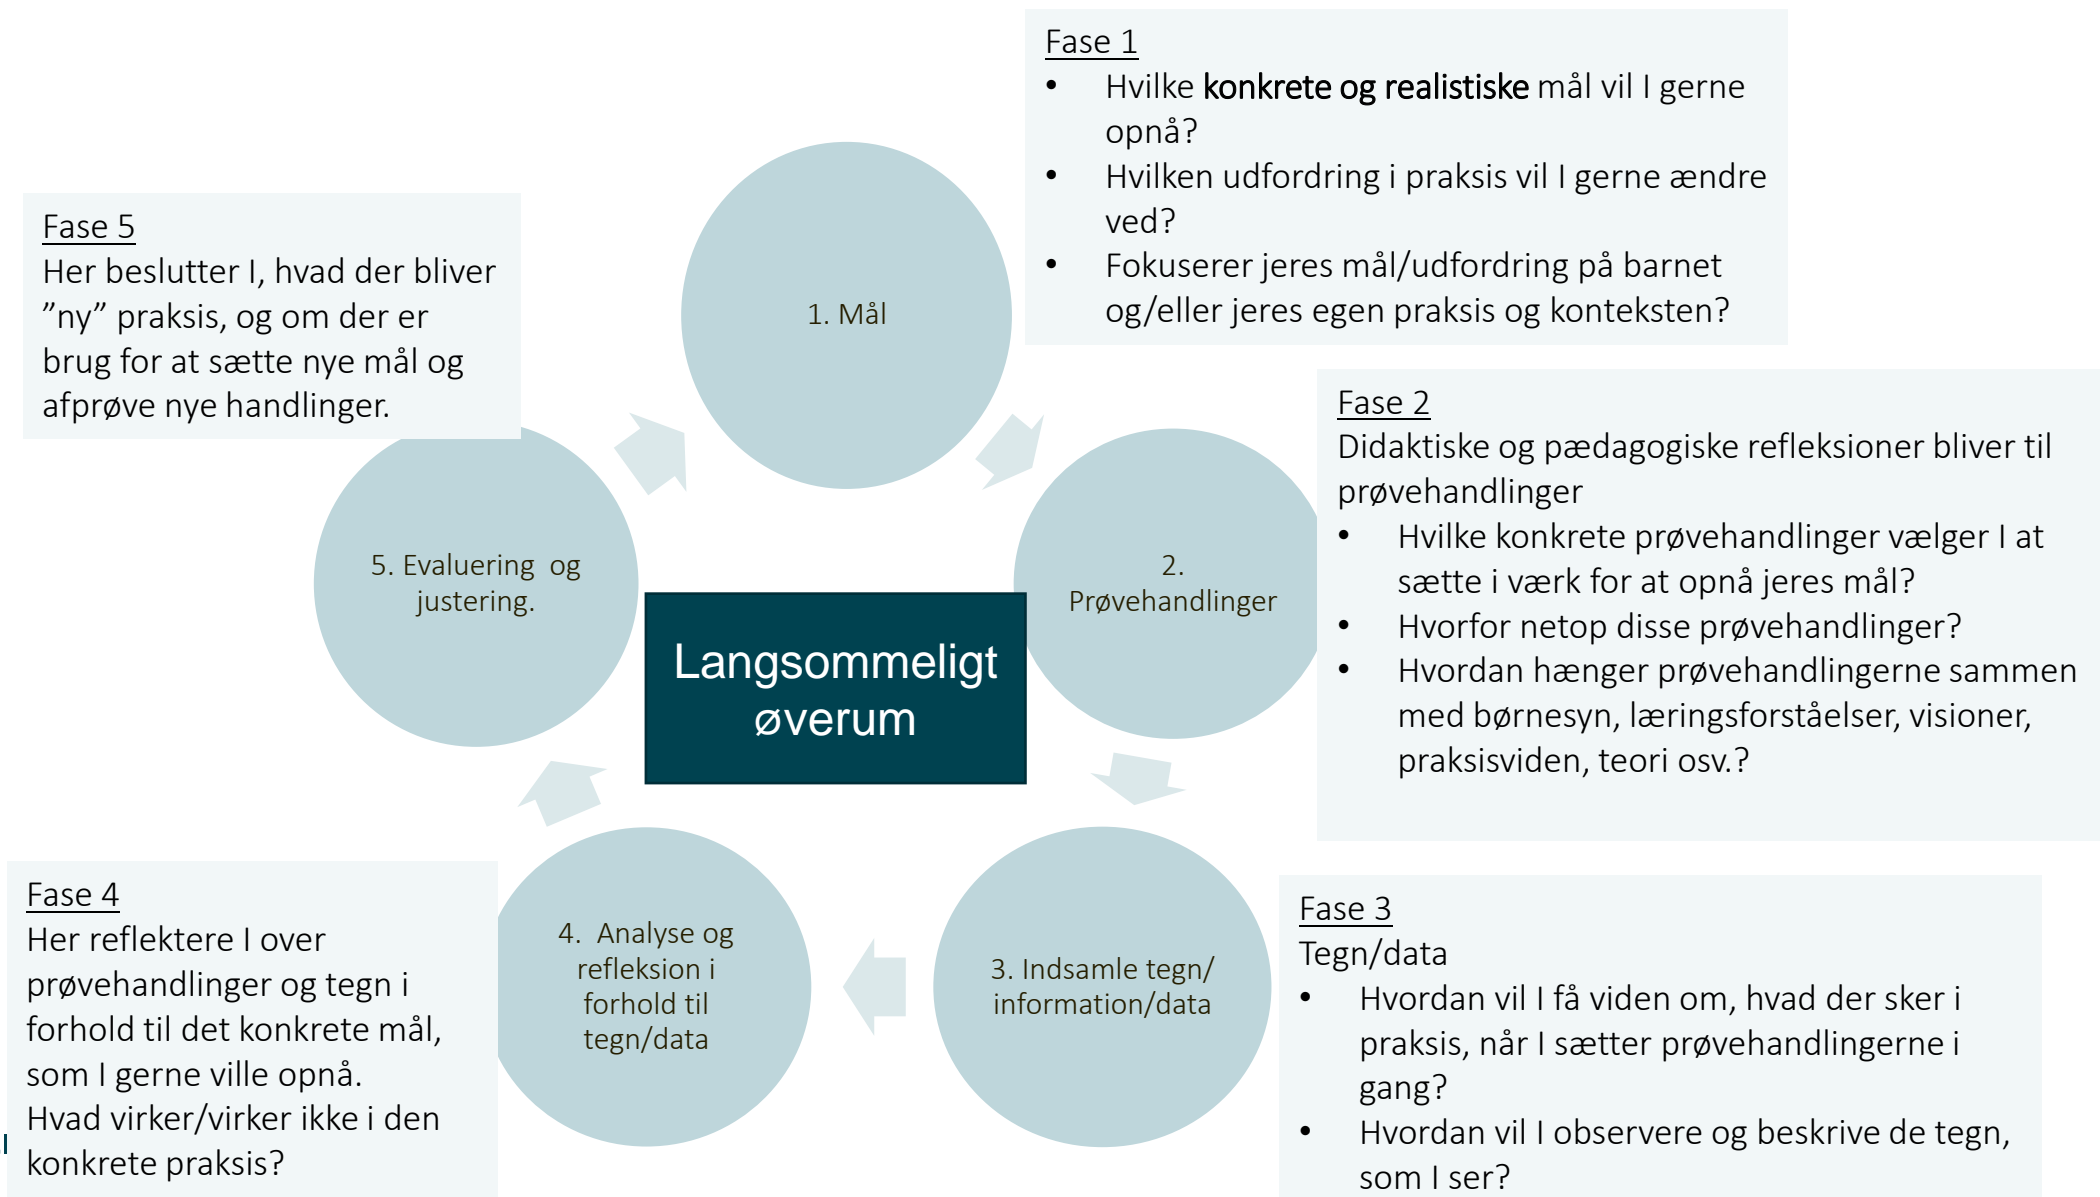 Fase 1
• Hvilke konkrete og realistiske mål vil I gerne
opnå?
• Hvilken udfordring i praksis vil I gerne ændre
ved?
• Fokuserer jeres mål/udfordring på barnet
og/eller jeres egen praksis og konteksten?
Fase 5
Her beslutter I, hvad der bliver
”ny” praksis, og om der er
brug for at sætte nye mål og
afprøve nye handlinger.
1. Mål
Fase 2
Didaktiske og pædagogiske refleksioner bliver til
prøvehandlinger
• Hvilke konkrete prøvehandlinger vælger I at
sætte i værk for at opnå jeres mål?
• Hvorfor netop disse prøvehandlinger?
• Hvordan hænger prøvehandlingerne sammen
med børnesyn, læringsforståelser, visioner,
praksisviden, teori osv.?
5. Evaluering og
justering.
2.
Prøvehandlinger
Langsommeligt
øverum
Fase 4
Her reflektere I over
prøvehandlinger og tegn i
forhold til det konkrete mål,
som I gerne ville opnå.
Hvad virker/virker ikke i den
konkrete praksis?
4. Analyse og
refleksion i
forhold til
tegn/data
3. Indsamle tegn/
information/data
Fase 3
Tegn/data
• Hvordan vil I få viden om, hvad der sker i
praksis, når I sætter prøvehandlingerne i
gang?
• Hvordan vil I observere og beskrive de tegn,
som I ser?